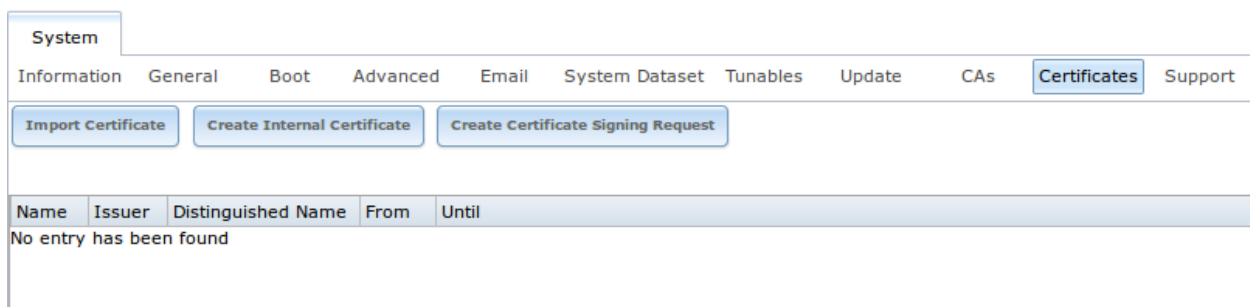 System
Information General Boot Advanced Email System Dataset Tunables Update CAs Certificates Support
Import Certificate Create Internal Certificate Create Certificate Signing Request
Name Issuer Distinguished Name From Until
No entry has been found